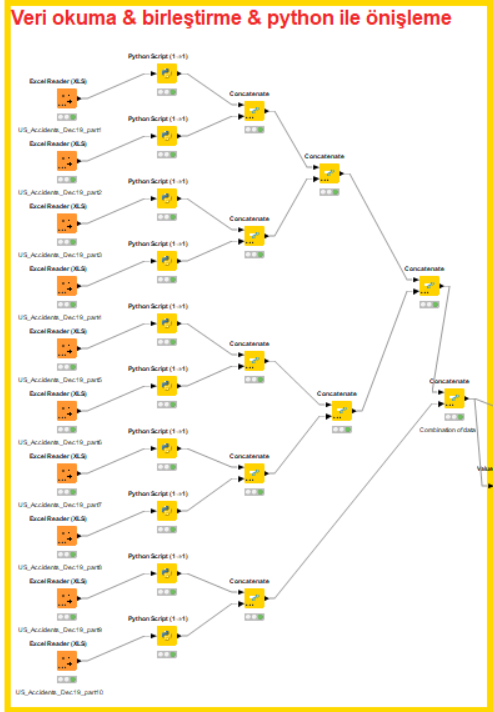 Veri okuma & birleştirme & python ile önişleme
Python Script (1->1)
Excel Reader (XLS)
Concatenate
US_Accidents_Dec19_part1
Python Script (1->1)
Excel Reader (XLS)
Concatenate
US_Accidents_Dec19_part2
Python Script (1->1)
Excel Reader (XLS)
Concatenate
US_Accidents_Dec19_part3
Python Script (1->1)
Excel Reader (XLS)
Concatenate
US_Accidents_Dec19_part4
Python Script (1->1)
Excel Reader (XLS)
Concatenate
US_Accidents_Dec19_part5
Python Script (1->1)
Excel Reader (XLS)
Concatenate
Concatenate
Combination of data
US_Accidents_Dec19_part6
Python Script (1->1)
Excel Reader (XLS)
Concatenate
US_Accidents_Dec19_part7
Python Script (1->1)
Excel Reader (XLS)
US_Accidents_Dec19_part8
Python Script (1->1)
Excel Reader (XLS)
Concatenate
US_Accidents_Dec19_part9
Python Script (1->1)
Excel Reader (XLS)
US_Accidents_Dec19_part10